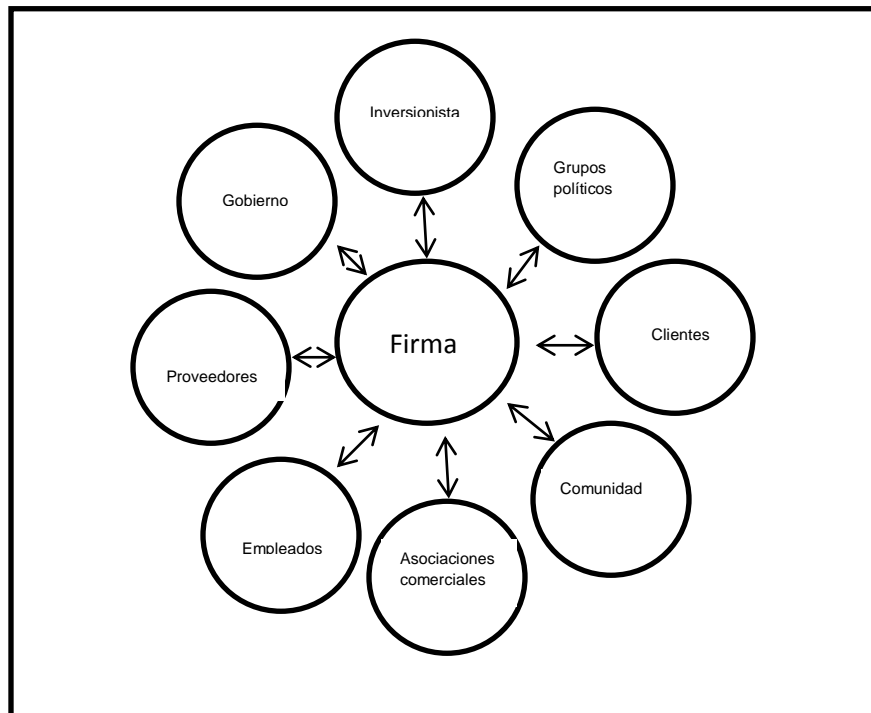 Inversionista
Grupos
políticos
Gobierno
Firma
Clientes
Proveedores
Comunidad
Empleados
Asociaciones
comerciales